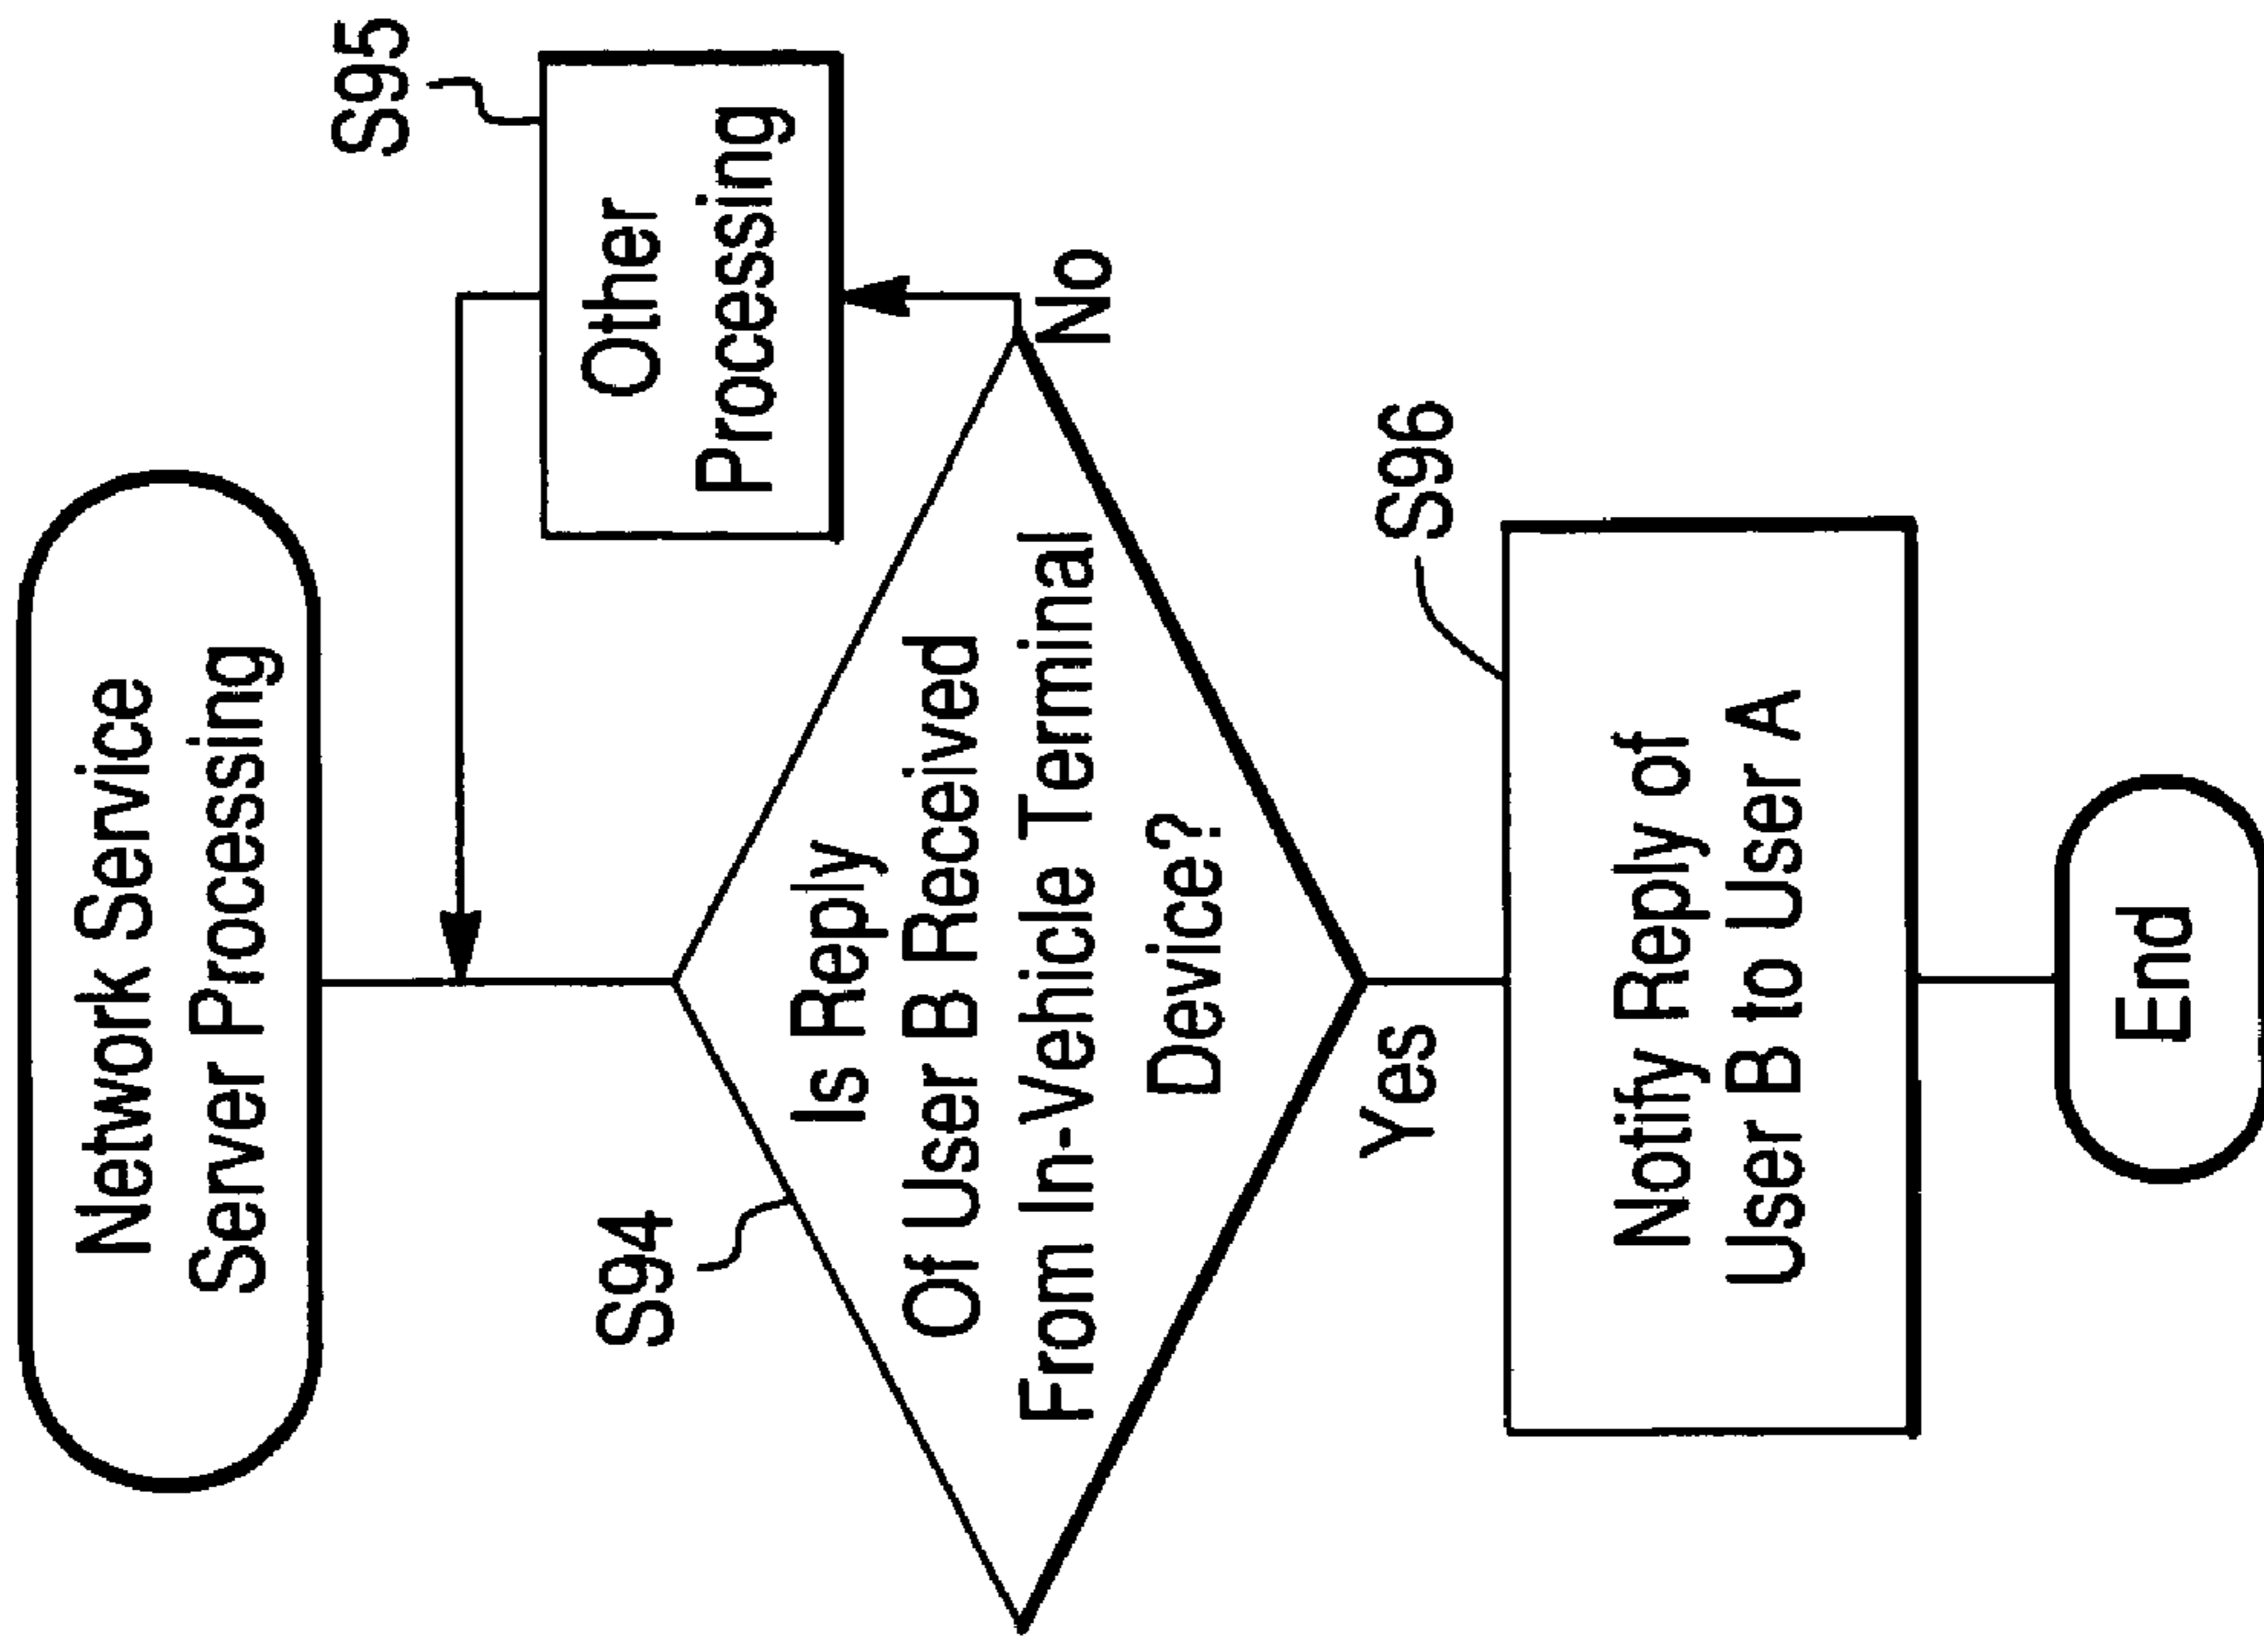 Network Service
Server Processing
S94
Is Reply
Of User B Received
From In-Vehicle Terminal
Device?
No
S95
Other
Processing
Yes
S96
Notify Reply of
User B to User A
End